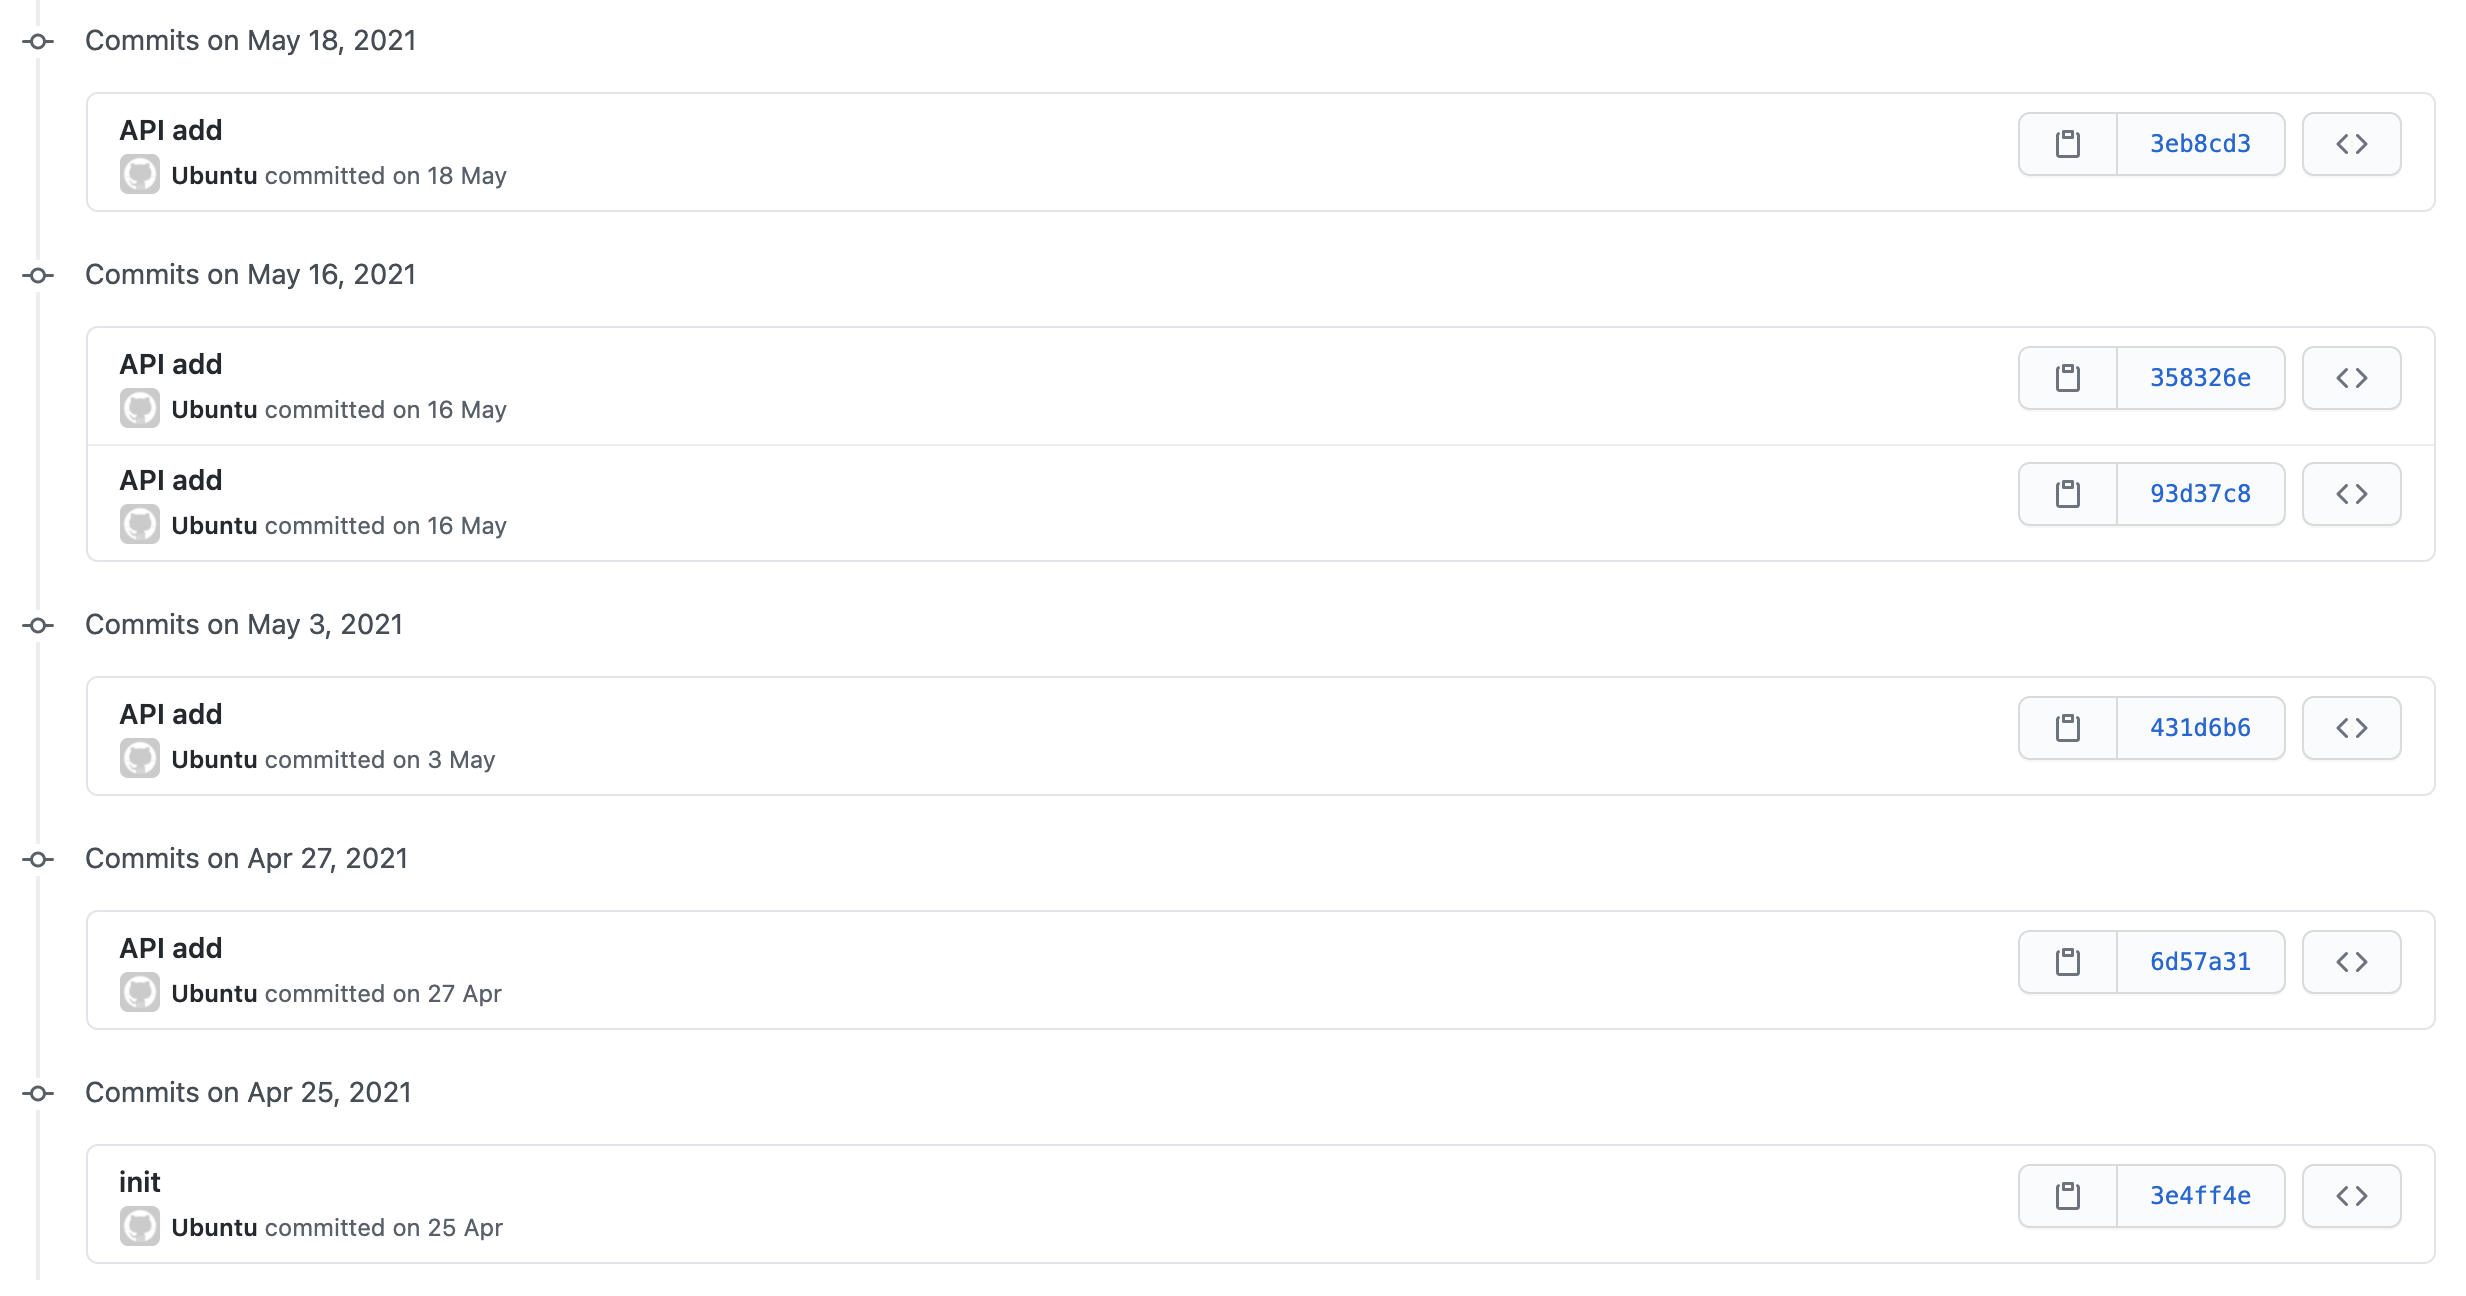 Commits on May 18, 2021
API add
Ubuntu committed on 18 May
3eb8cd3
Commits on May 16, 2021
API add
Ubuntu committed on 16 May
358326e
API add
Ubuntu committed on 16 May
93d37c8
Commits on May 3, 2021
API add
Ubuntu committed on 3 May
431d6b6
Commits on Apr 27, 2021
API add
Ubuntu committed on 27 Apr
6d57a31
Commits on Apr 25, 2021
init
Ubuntu committed on 25 Apr
3e4ff4e